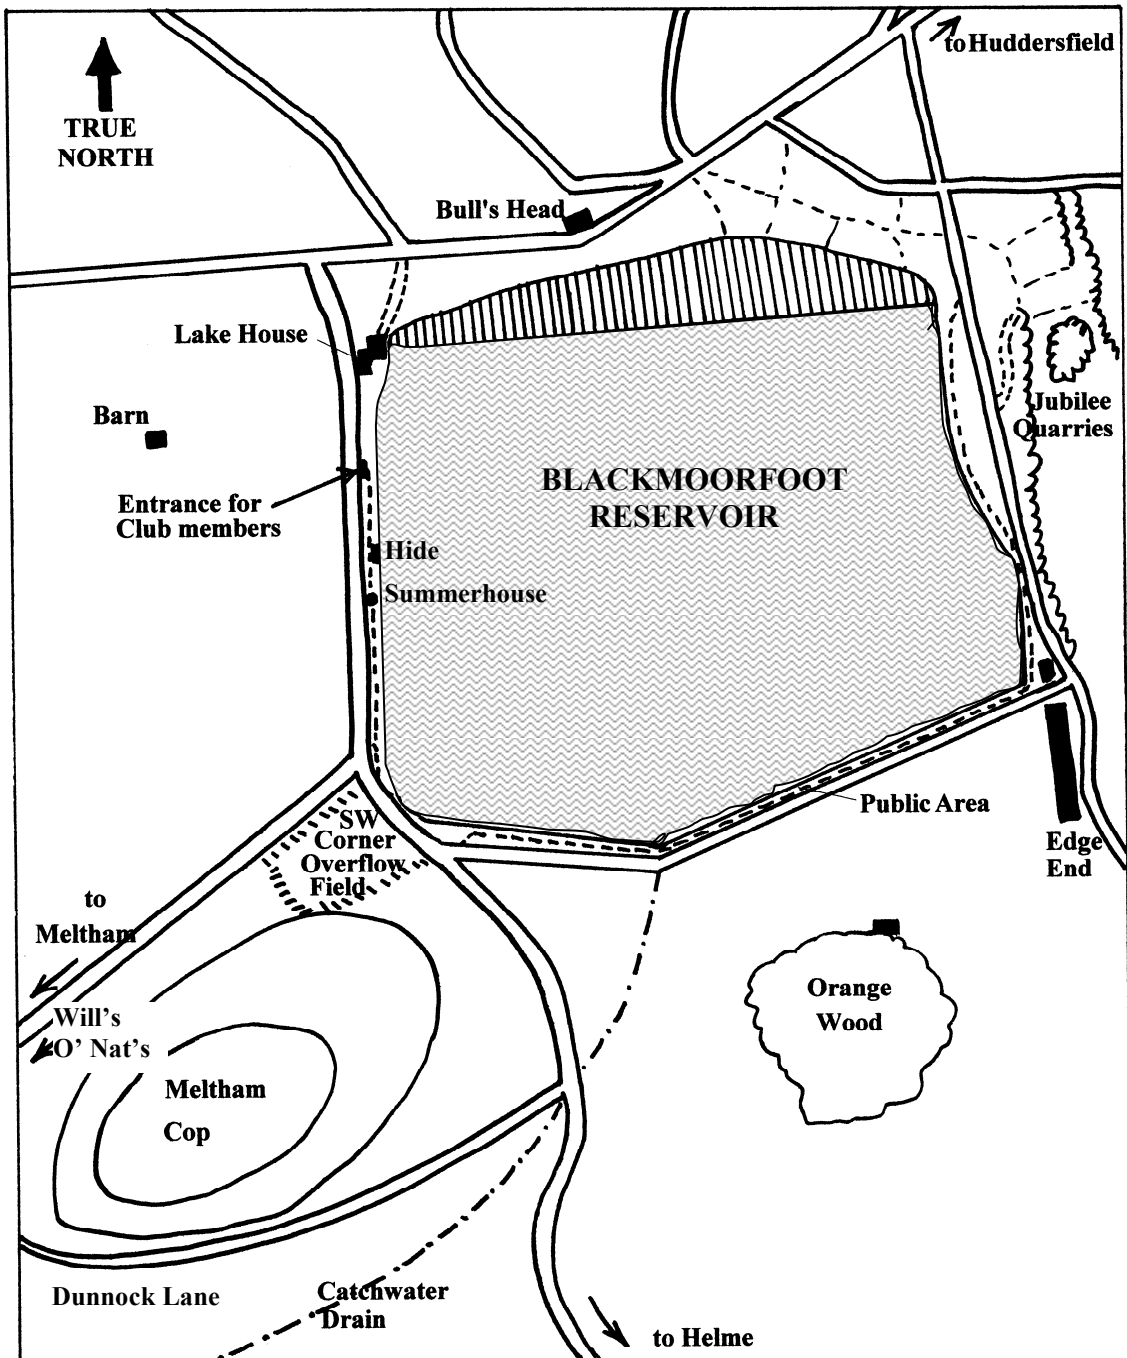 to Huddersfield
TRUE
NORTH
Bull's Head
Lake House
Barn
Jubilee
Quarries
BLACKMOORFOOT
RESERVOIR
Entrance for
Club members
Hide
Summerhouse
Public Area
SW
Corner
Overflow
Field
Edge
End
to
Meltham
Orange
Wood
Will's
O' Nat's
Meltham
Cop
Dunnock Lane
Catchwater
Drain
to Helme